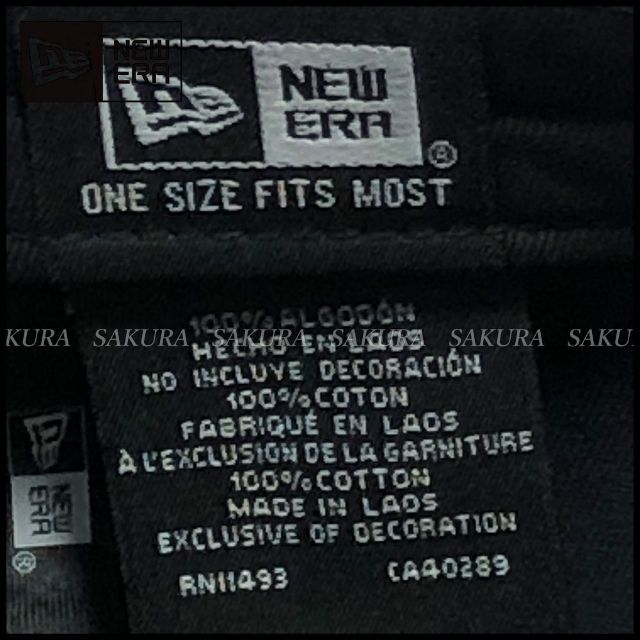 NEW
ERA
NEW
ERA
®
ONE SIZE FITS MOST
100% ALGODÓN
HECHO EN LAOS
KURA SAKURA SAKURA SAKURA SAKU
NO INCLUYE DECORACIÓN
100% COTON
FABRIQUÉ EN LAOS
À L'EXCLUSION DE LA GARNITURE
100% COTTON
MADE IN LAOS
EXCLUSIVE OF DECORATION
RN11493 CA40289
NEW
ERA
®